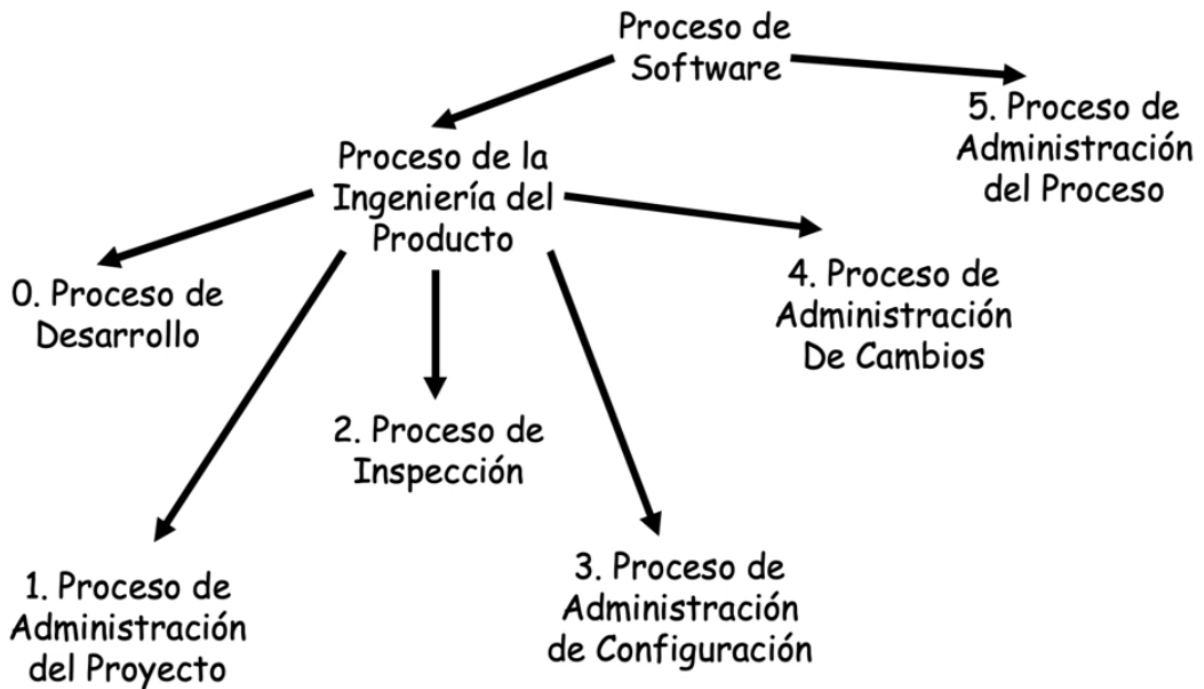 Proceso de
Software
5. Proceso de
Administración
del Proceso
Proceso de la
Ingeniería del
Producto
0. Proceso de
Desarrollo
4. Proceso de
Administración
De Cambios
2. Proceso de
Inspección
1. Proceso de
Administración
del Proyecto
3. Proceso de
Administración
de Configuración